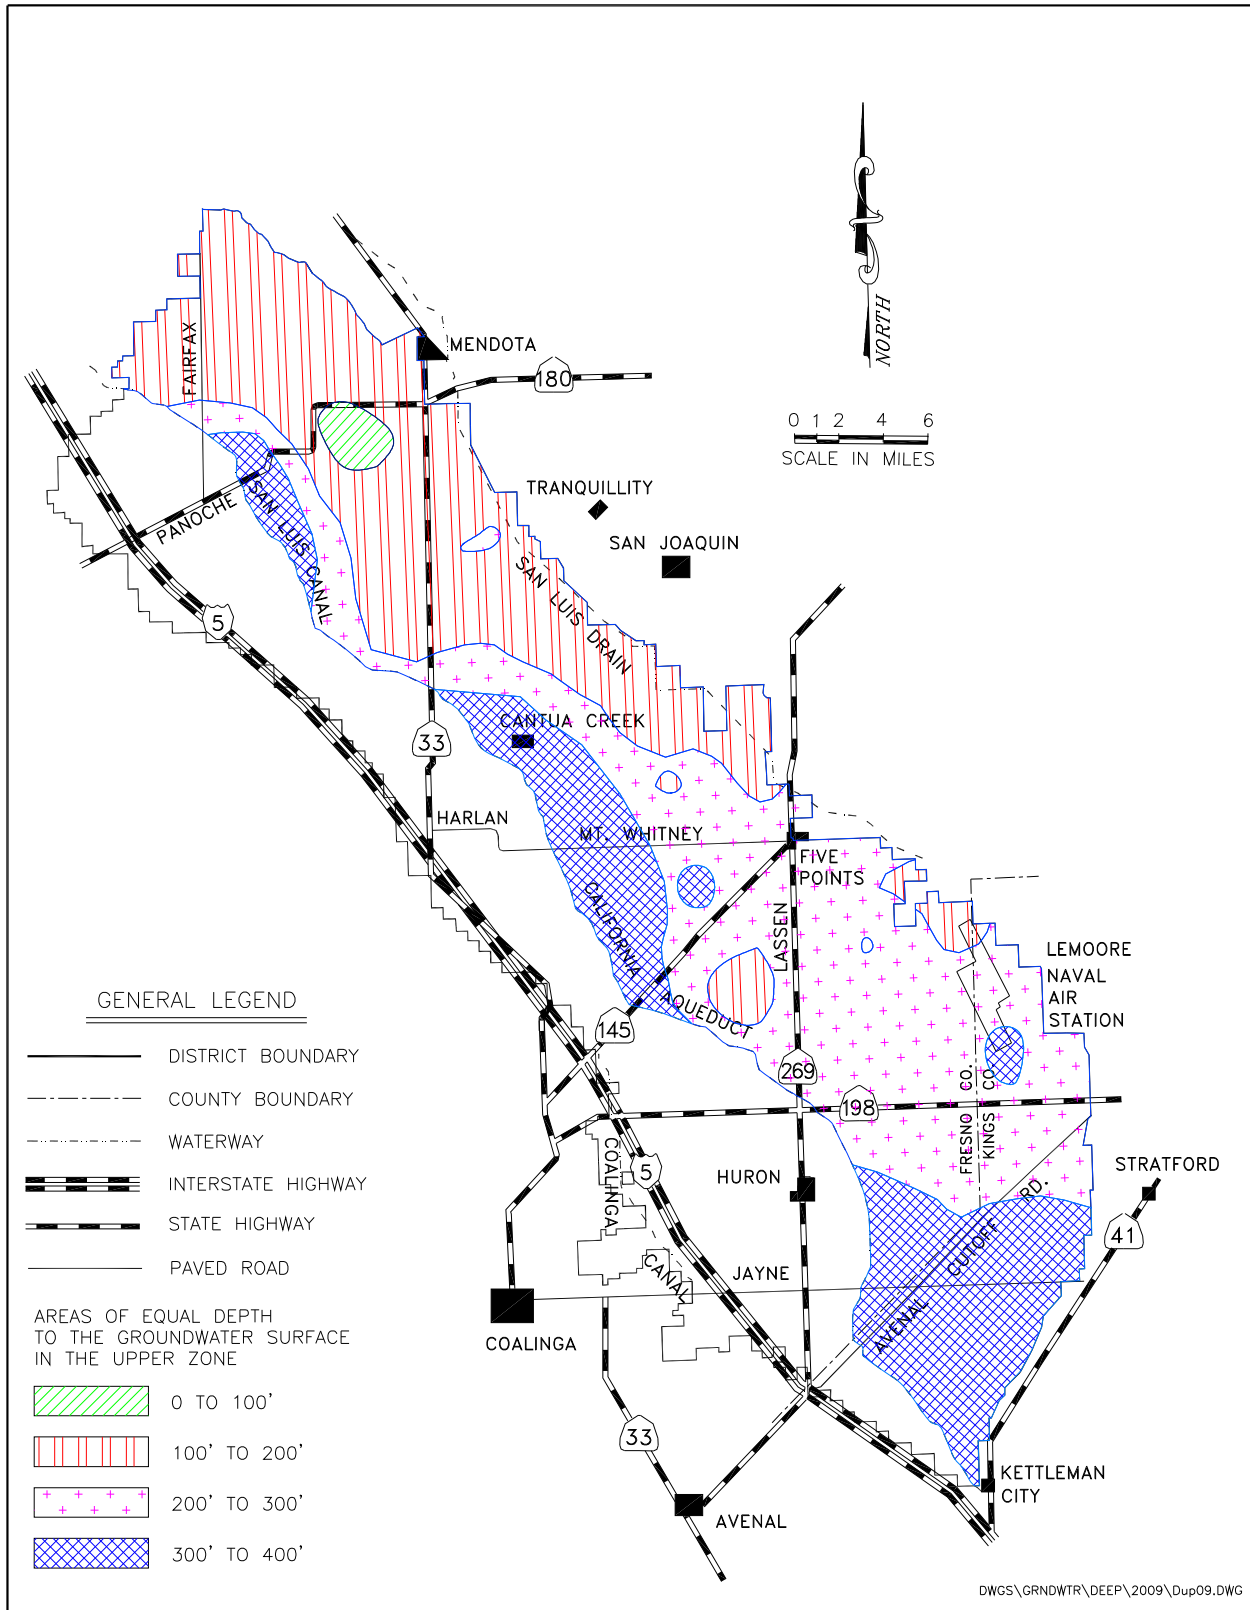 NORTH
MENDOTA
FAIRFAX
180
0 1 2 4 6
SCALE IN MILES
TRANQUILLITY
PANOCHE
SAN LUIS CANAL
SAN JOAQUIN
SAN LUIS DRAIN
5
CANTUA CREEK
33
HARLAN
MT. WHITNEY
FIVE
POINTS
CALIFORNIA
AQUEDUCT
LASSEN
LEMOORE
NAVAL
AIR
STATION
145
269
198
FRESNO CO.
KINGS CO.
COALINGA
CANAL
5
HURON
STRATFORD
41
AVENAL CUTOFF RD.
JAYNE
COALINGA
33
AVENAL
KETTLEMAN
CITY
GENERAL LEGEND
DISTRICT BOUNDARY
COUNTY BOUNDARY
WATERWAY
INTERSTATE HIGHWAY
STATE HIGHWAY
PAVED ROAD
AREAS OF EQUAL DEPTH
TO THE GROUNDWATER SURFACE
IN THE UPPER ZONE
0 TO 100'
100' TO 200'
200' TO 300'
300' TO 400'
DWGS\GRNDWTR\DEEP\2009\Dup09.DWG